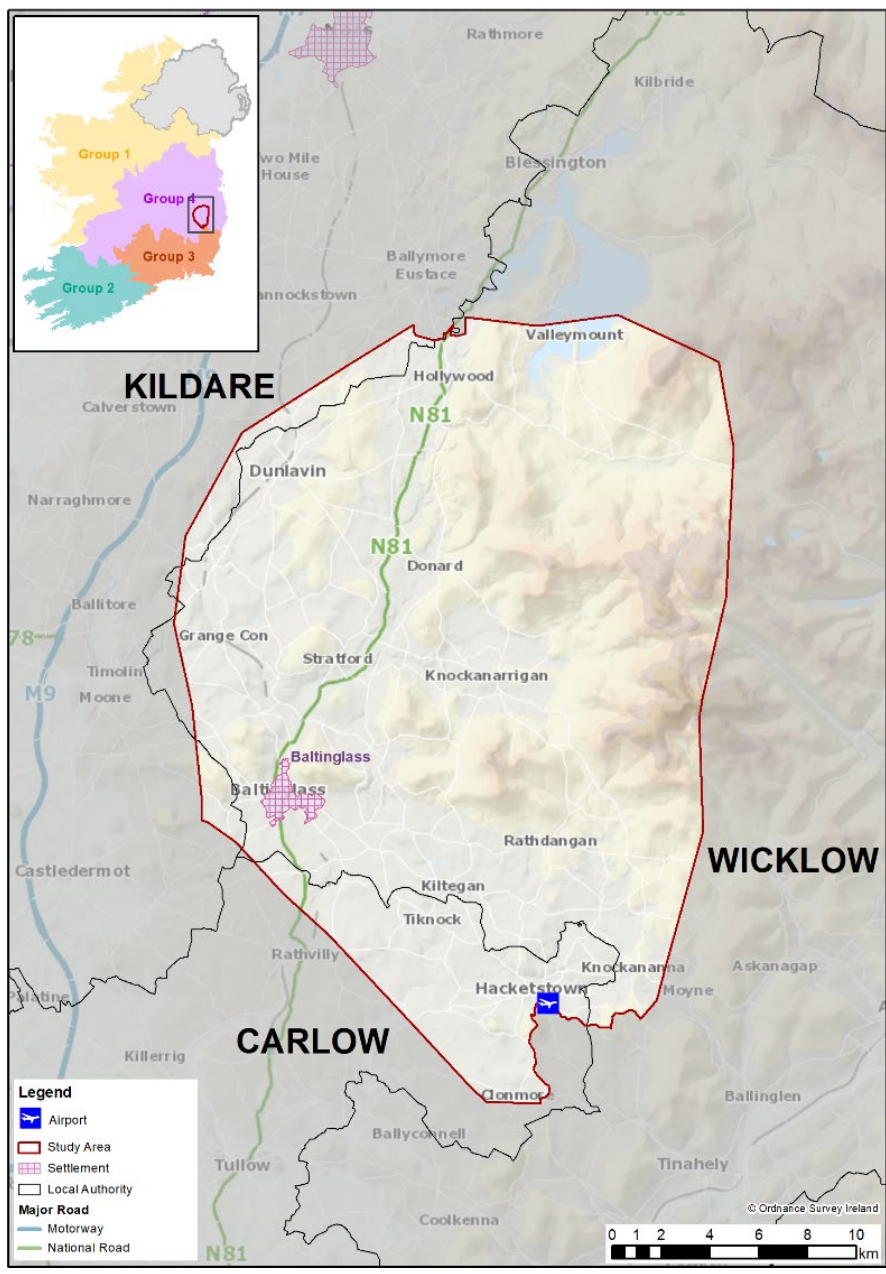 N81
M7
Rathmore
Kilbride
Group 1
Two Mile
House
Blessington
Group 4
Ballymore
Eustace
Group 3
Group 2
Valleymount
KILDARE
Hollywood
M9
Calverstown
N81
Dunlavin
Narraghmore
N81
Donard
Ballitore
78
Grange Con
Stratford
Timolin
Knockanarrigan
Moone
M9
Baltinglass
Baltinglass
Rathdangan
WICKLOW
Castledermot
Kiltegan
Tiknock
Rathvilly
Knockananna
Askanagap
Hacketstown
Moyne
Palatine
CARLOW
Killerrig
Legend
Clonmore
Ballinglen
Airport
Ballyconnell
Study Area
Settlement
Tullow
Tinahely
Local Authority
Major Road
© Ordnance Survey Ireland
Motorway
Coolkenna
National Road
N81
0 1 2 4 6 8 10
km